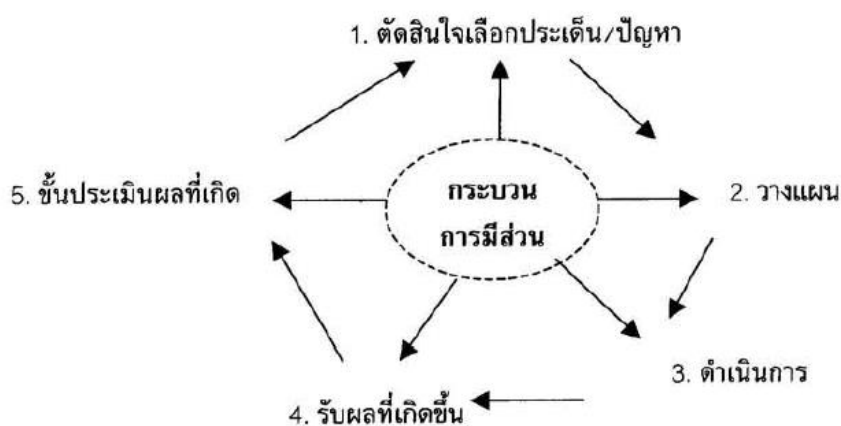 1. ตัดสินใจเลือกประเด็น/ปัญหา
5. ขั้นประเมินผลที่เกิด
กระบวน
การมีส่วน
2. วางแผน
3. ดำเนินการ
4. รับผลที่เกิดขึ้น